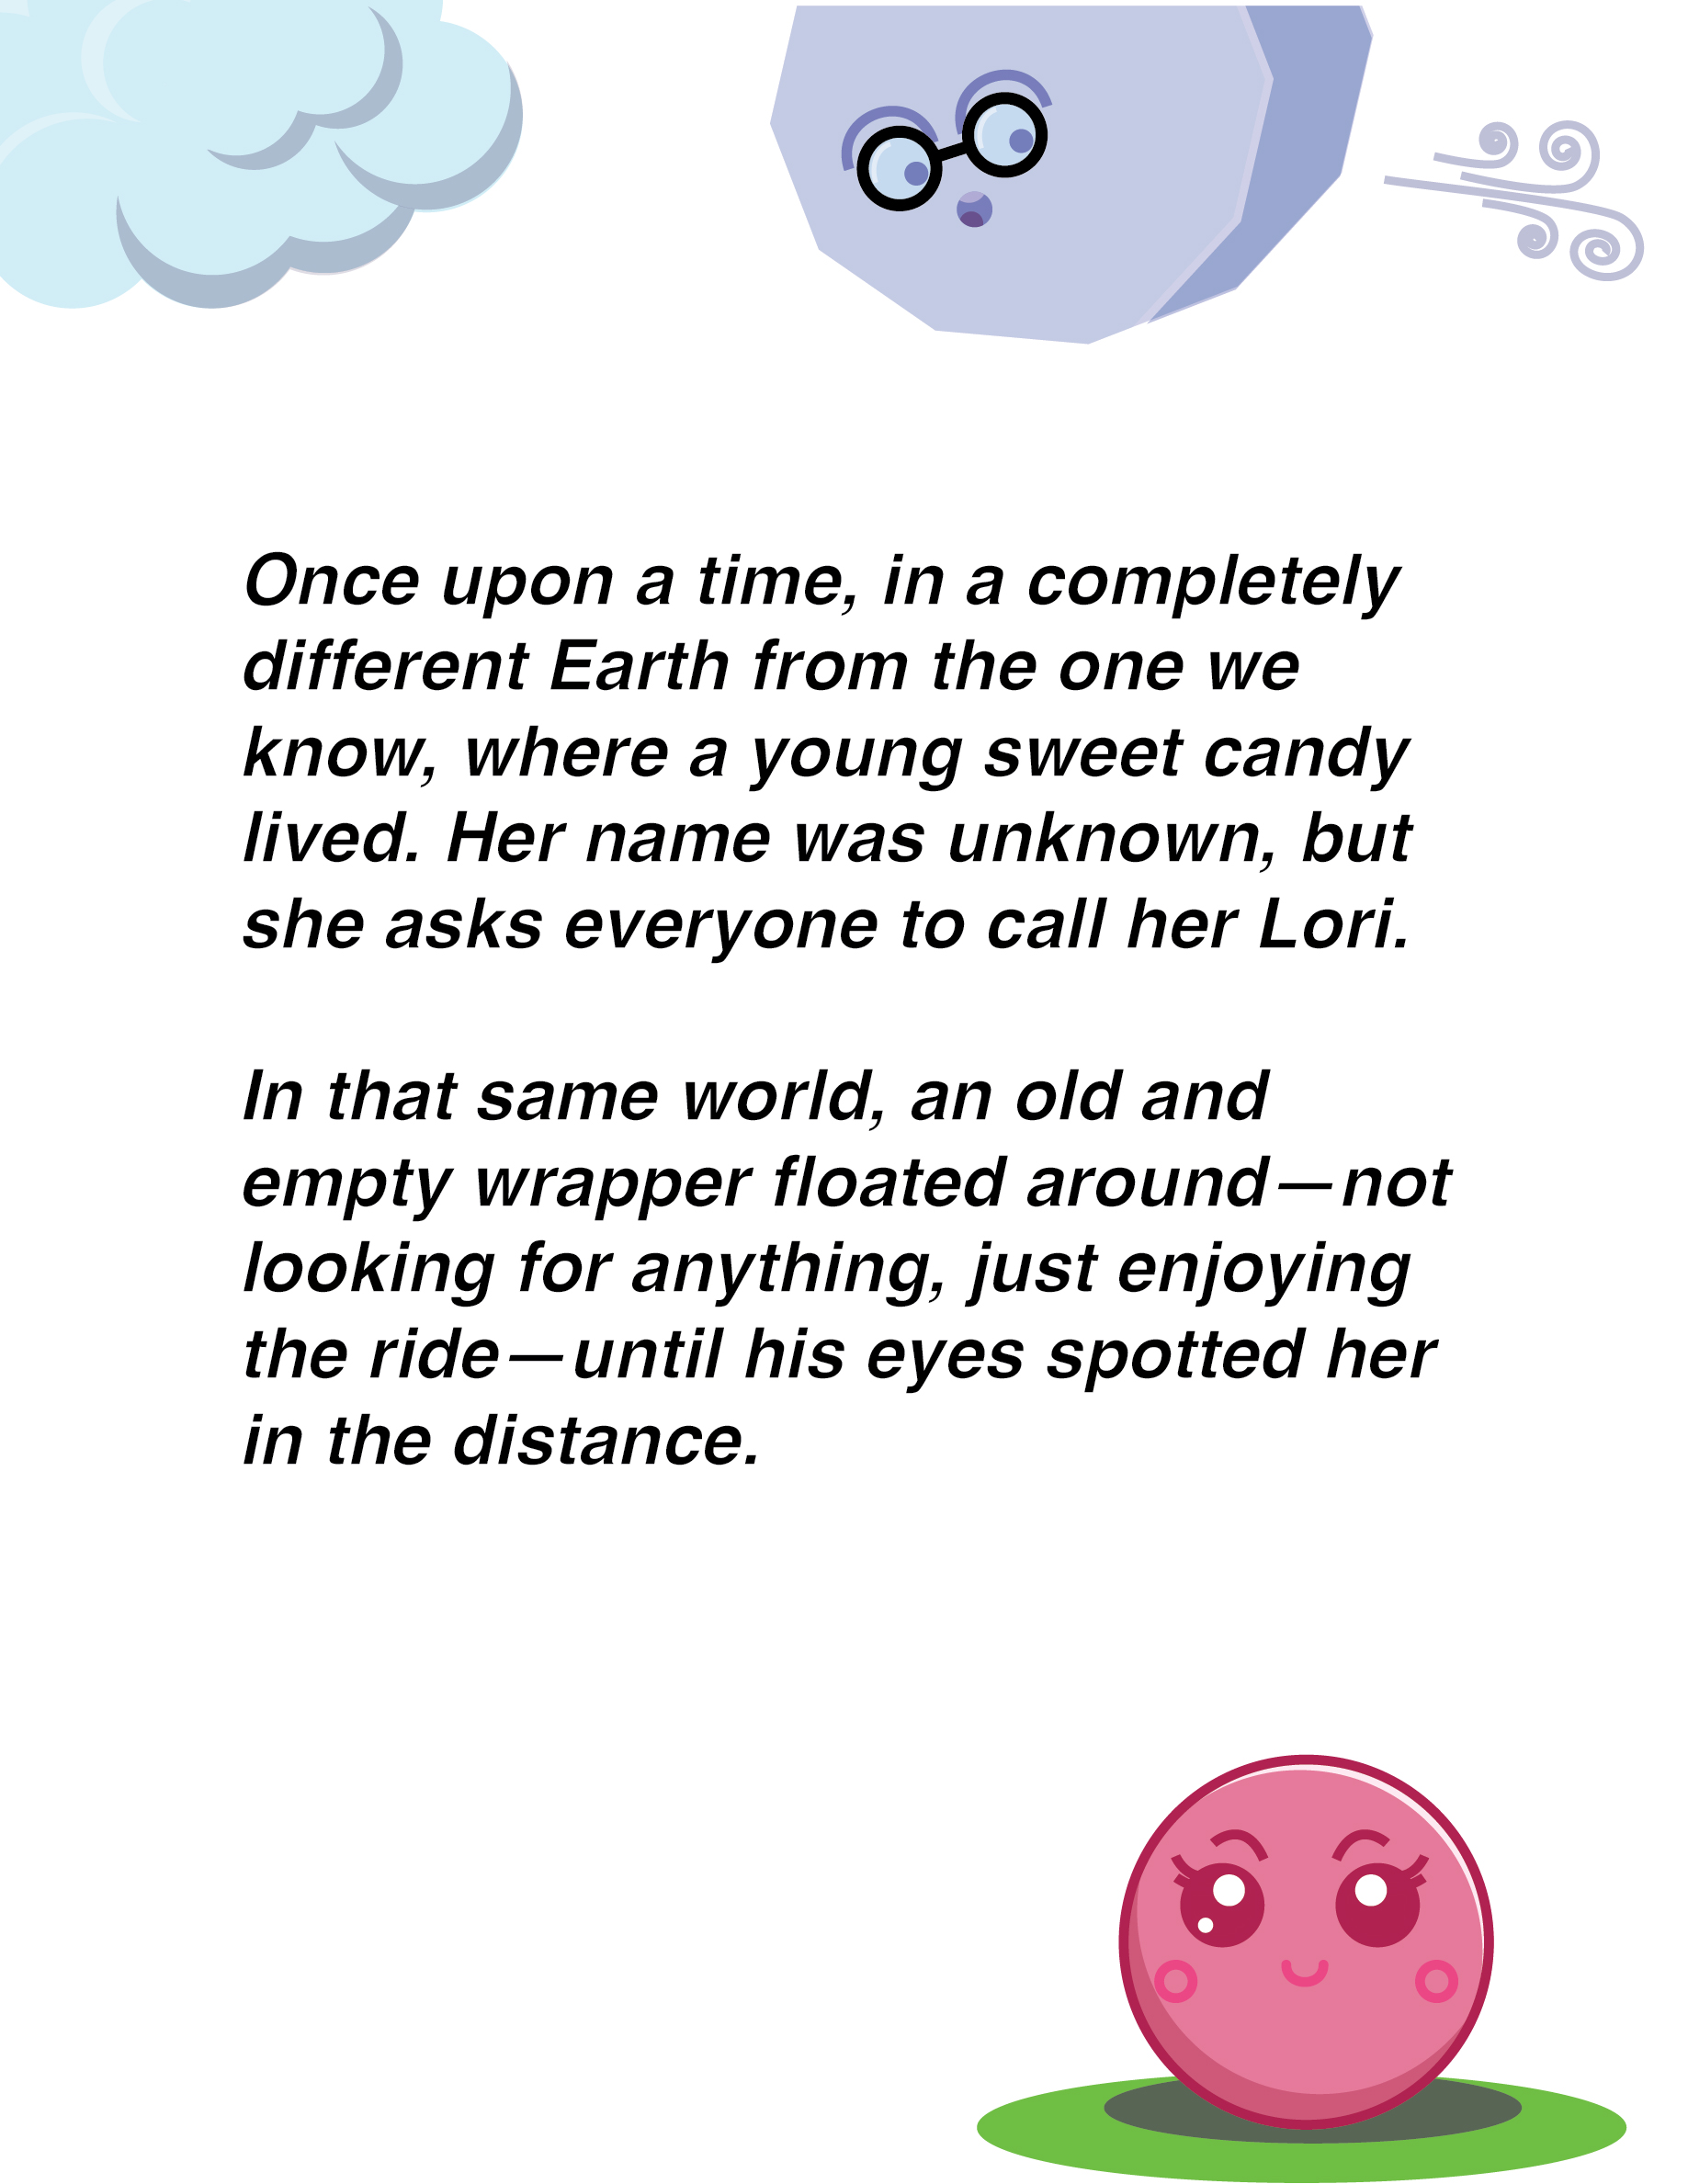 Once upon a time, in a completely
different Earth from the one we
know, where a young sweet candy
lived. Her name was unknown, but
she asks everyone to call her Lori.
In that same world, an old and
empty wrapper floated around—not
looking for anything, just enjoying
the ride—until his eyes spotted her
in the distance.